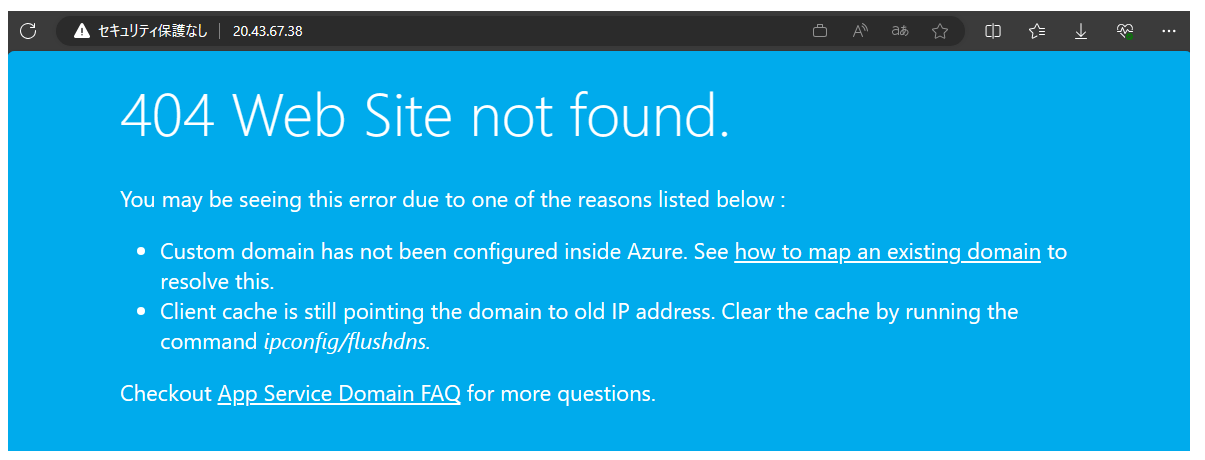 セキュリティ保護なし | 20.43.67.38
404 Web Site not found.
You may be seeing this error due to one of the reasons listed below :
• Custom domain has not been configured inside Azure. See how to map an existing domain to
resolve this.
• Client cache is still pointing the domain to old IP address. Clear the cache by running the
command ipconfig/flushdns.
Checkout App Service Domain FAQ for more questions.